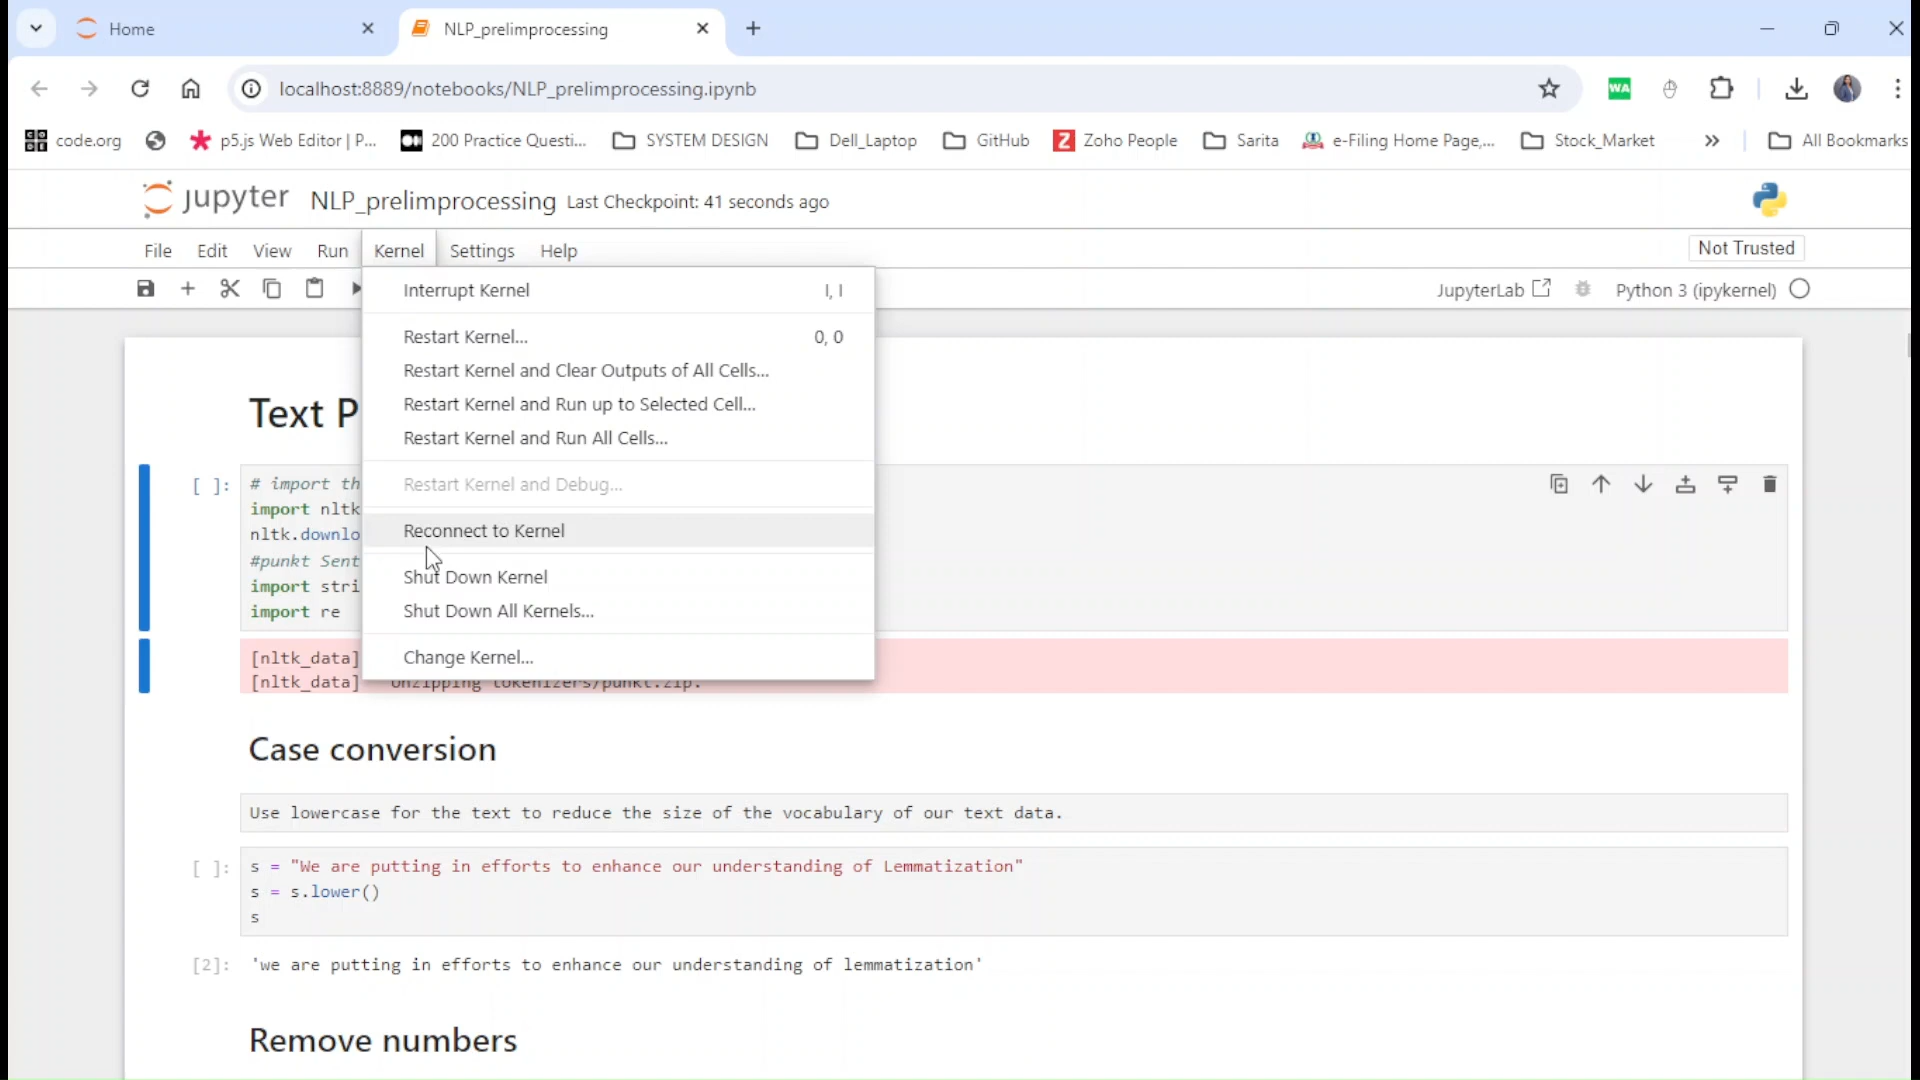 Home
NLP_prelimprocessing
localhost:8889/notebooks/NLP_prelimprocessing.ipynb
WA
code.org
p5.js Web Editor | P...
200 Practice Questi...
SYSTEM DESIGN
Dell_Laptop
GitHub
Zoho People
Sarita
e-Filing Home Page,...
Stock_Market
»
All Bookmarks
jupyter NLP_prelimprocessing Last Checkpoint: 41 seconds ago
File Edit View Run Kernel Settings Help
Not Trusted
JupyterLab
Python 3 (ipykernel)
Interrupt Kernel I, I
Restart Kernel... 0, 0
Restart Kernel and Clear Outputs of All Cells...
Restart Kernel and Run up to Selected Cell...
Restart Kernel and Run All Cells...
Restart Kernel and Debug...
Reconnect to Kernel
Shut Down Kernel
Shut Down All Kernels...
Change Kernel...
Text P
[ ]: # import th
import nltk
nltk.downlo
#punkt Sent
import stri
import re
[nltk_data]
[nltk_data] Unzipping tokenizers/punkt.zip.
Case conversion
Use lowercase for the text to reduce the size of the vocabulary of our text data.
[ ]: s = "We are putting in efforts to enhance our understanding of Lemmatization"
s = s.lower()
s
[2]: 'we are putting in efforts to enhance our understanding of lemmatization'
Remove numbers